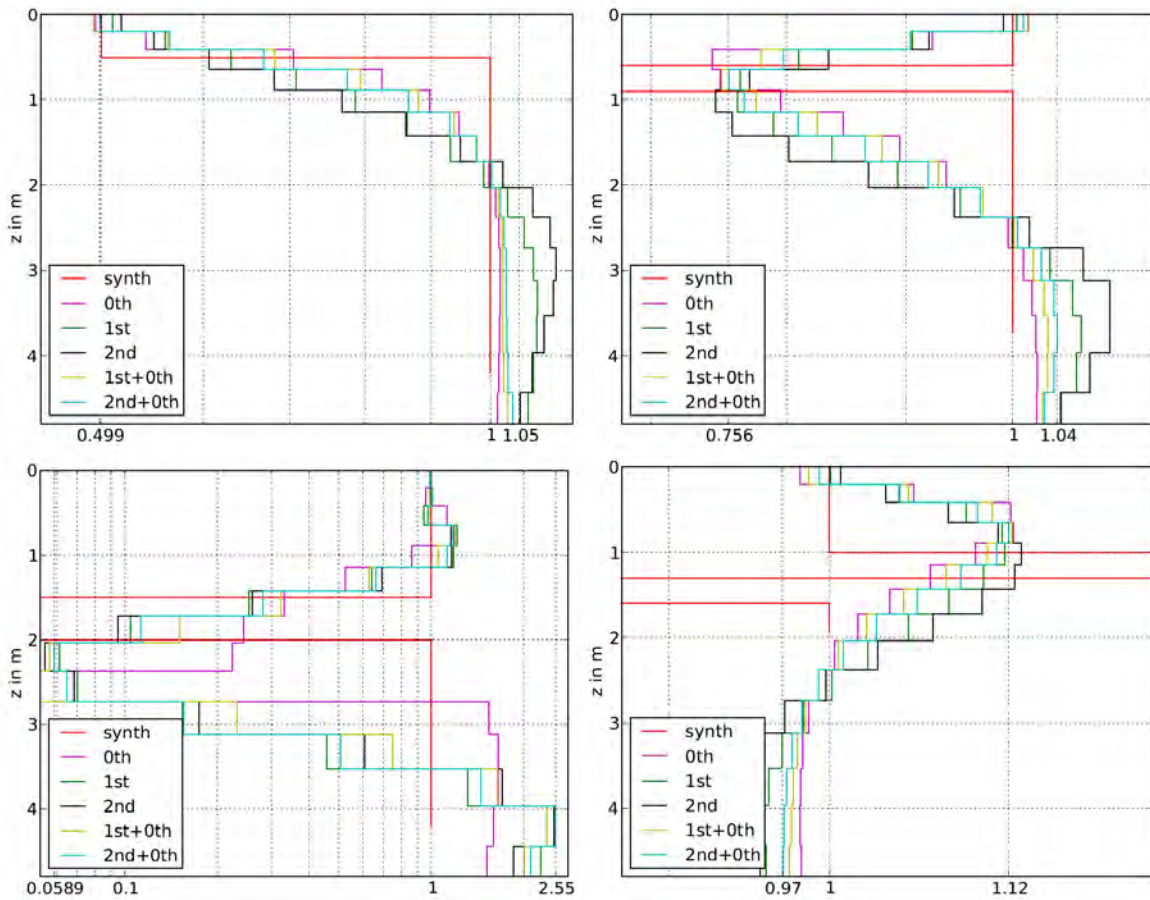 0
1
2
3
4
z in m
synth
0th
1st
2nd
1st+0th
2nd+0th
0.499
1
1.05
0
1
2
3
4
z in m
synth
0th
1st
2nd
1st+0th
2nd+0th
0.756
1
1.04
0
1
2
3
4
z in m
synth
0th
1st
2nd
1st+0th
2nd+0th
0.0589
0.1
1
2.55
0
1
2
3
4
z in m
synth
0th
1st
2nd
1st+0th
2nd+0th
0.97
1
1.12